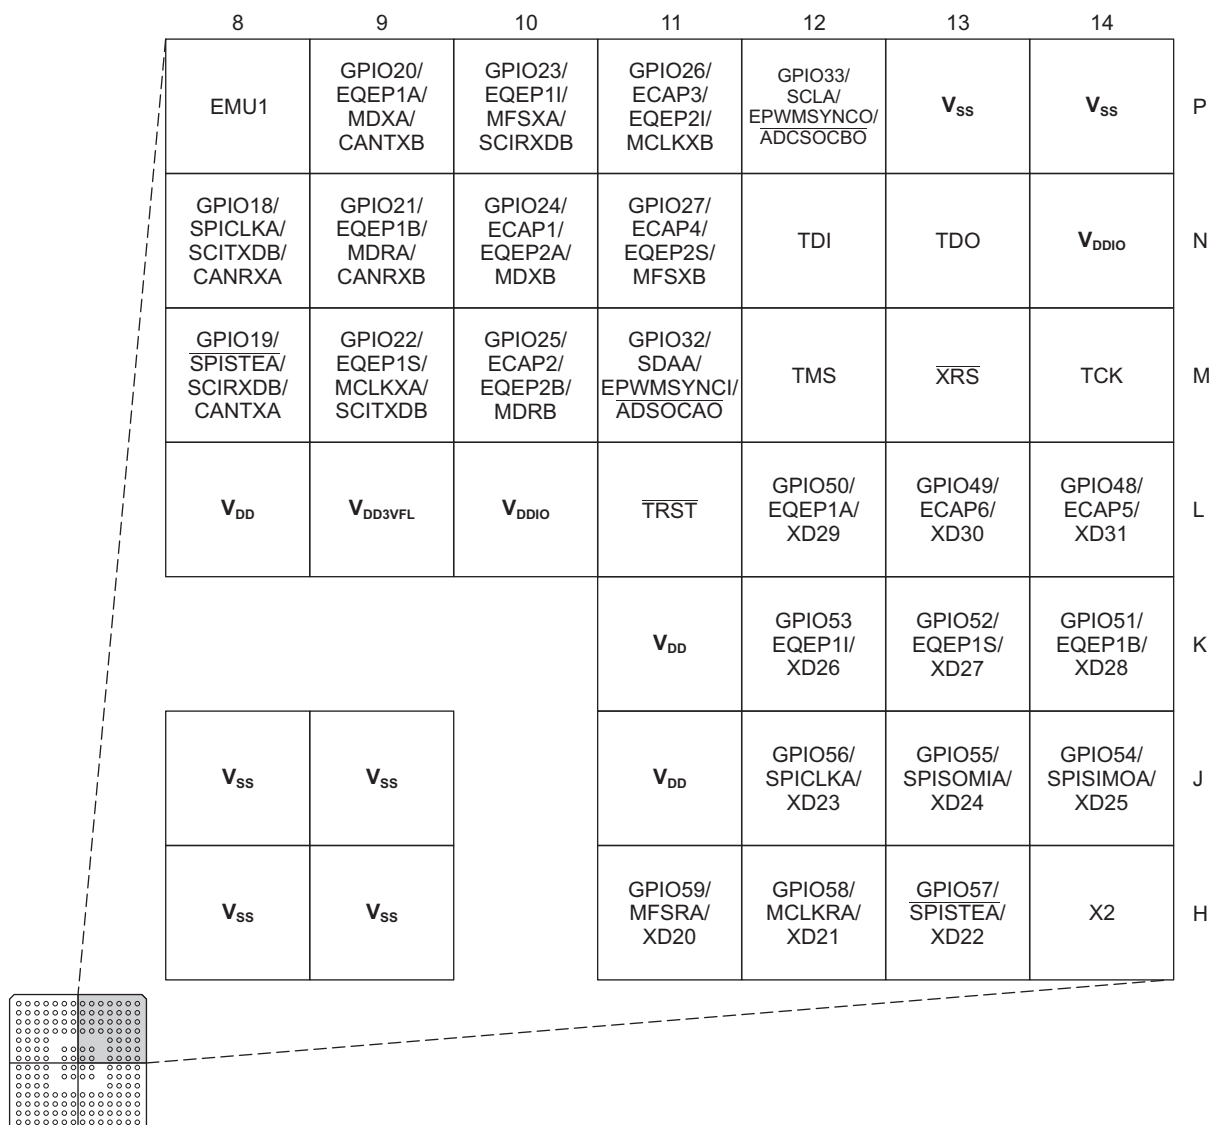 8 9 10 11 12 13 14
EMU1
GPIO20/
EQEP1A/
MDXA/
CANTXB
GPIO23/
EQEP1I/
MFSXA/
SCIRXDB
GPIO26/
ECAP3/
EQEP2I/
MCLKXB
GPIO33/
SCLA/
EPWMSYNCO/
ADCSOCBO
VSS
VSS
P
GPIO18/
SPICLKA/
SCITXDB/
CANRXA
GPIO21/
EQEP1B/
MDRA/
CANRXB
GPIO24/
ECAP1/
EQEP2A/
MDXB
GPIO27/
ECAP4/
EQEP2S/
MFSXB
TDI
TDO
VDDIO
N
GPIO19/
SPISTEA/
SCIRXDB/
CANTXA
GPIO22/
EQEP1S/
MCLKXA/
SCITXDB
GPIO25/
ECAP2/
EQEP2B/
MDRB
GPIO32/
SDAA/
EPWMSYNCI/
ADSOCAO
TMS
XRS
TCK
M
VDD
VDD3VFL
VDDIO
TRST
GPIO50/
EQEP1A/
XD29
GPIO49/
ECAP6/
XD30
GPIO48/
ECAP5/
XD31
L
VDD
GPIO53
EQEP1I/
XD26
GPIO52/
EQEP1S/
XD27
GPIO51/
EQEP1B/
XD28
K
VSS
VSS
VDD
GPIO56/
SPICLKA/
XD23
GPIO55/
SPISOMIA/
XD24
GPIO54/
SPISIMOA/
XD25
J
VSS
VSS
GPIO59/
MFSRA/
XD20
GPIO58/
MCLKRA/
XD21
GPIO57/
SPISTEA/
XD22
X2
H